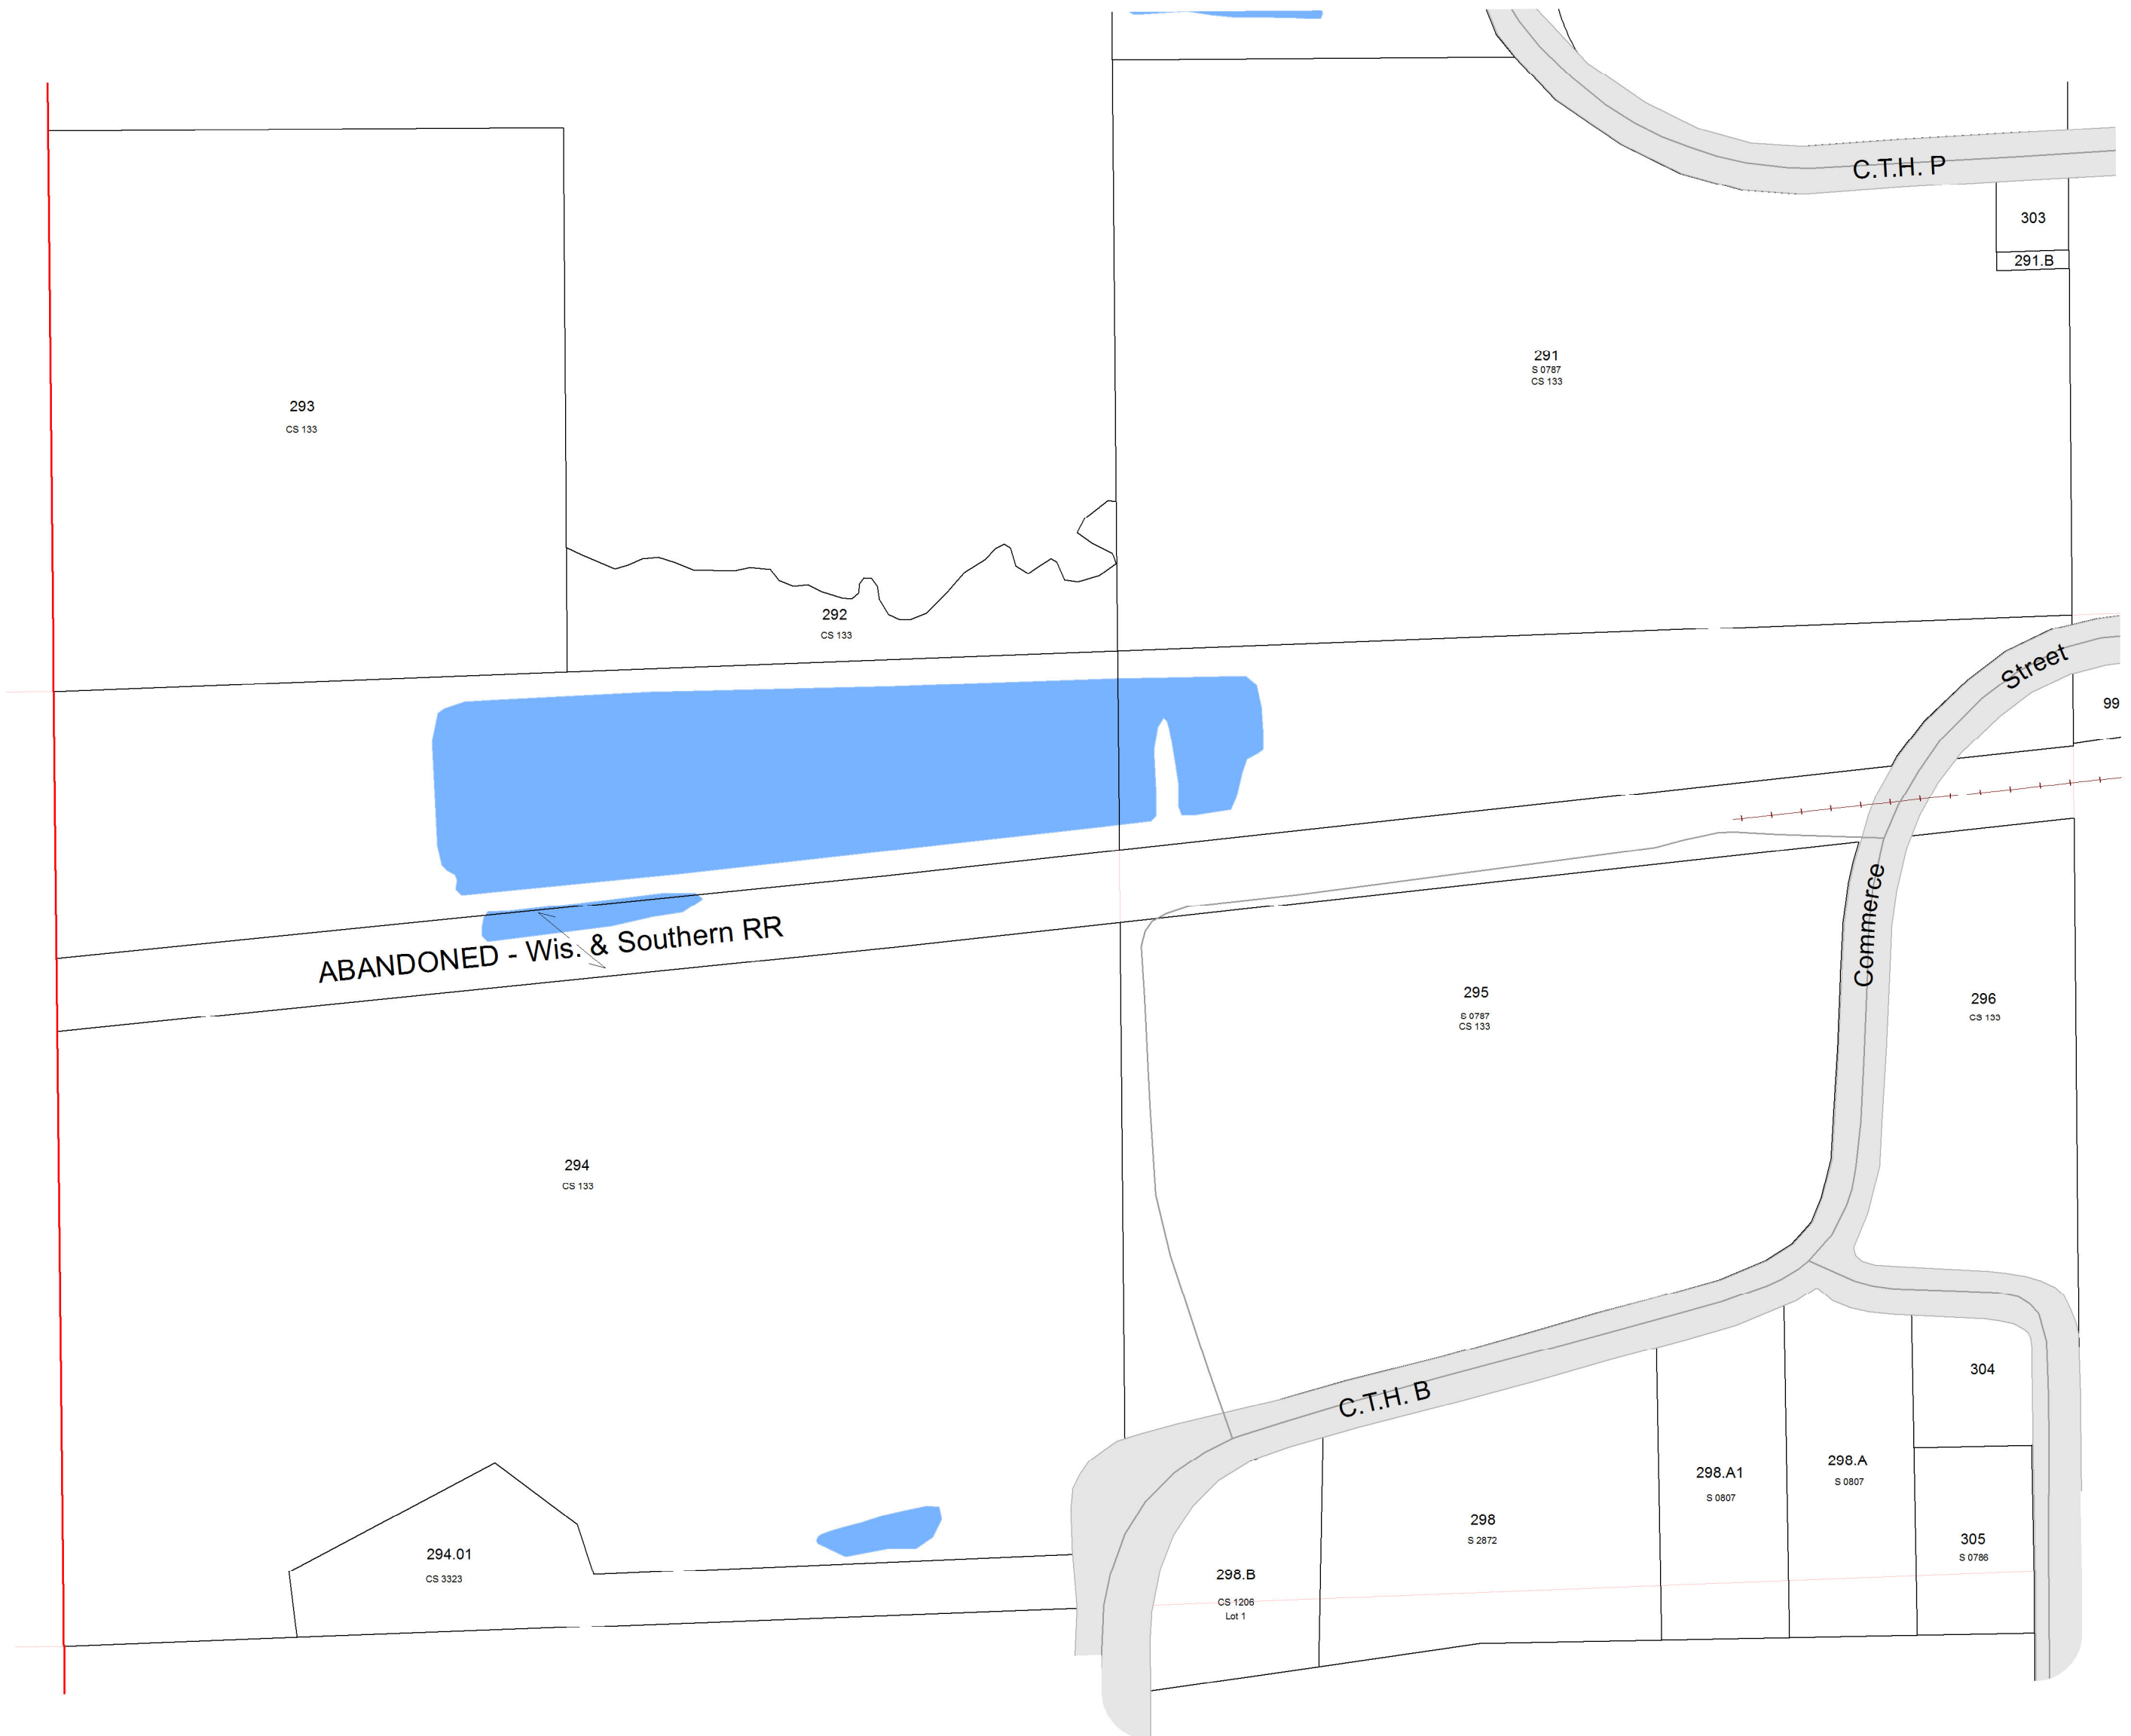 C.T.H. P
303
291.B
291
S 0787
CS 133
293
CS 133
292
CS 133
Street
99
ABANDONED - Wis. & Southern RR
Commerce
295
S 0787
CS 133
296
CS 133
294
CS 133
C.T.H. B
304
298.A1
S 0807
298.A
S 0807
298
S 2872
305
S 0786
294.01
CS 3323
298.B
CS 1206
Lot 1